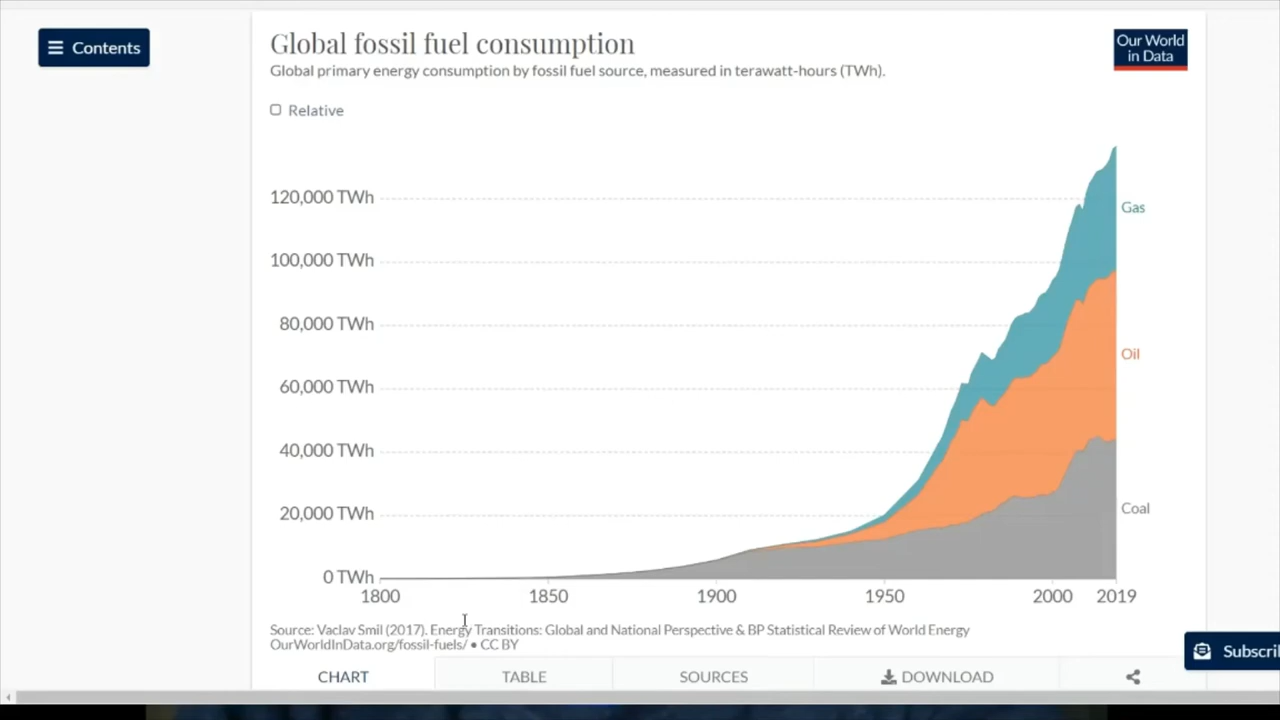 Contents
Global fossil fuel consumption
Our World
in Data
Global primary energy consumption by fossil fuel source, measured in terawatt-hours (TWh).
Relative
120,000 TWh
100,000 TWh
80,000 TWh
60,000 TWh
40,000 TWh
20,000 TWh
0 TWh
Gas
Oil
Coal
1800
1850
1900
1950
2000
2019
Source: Vaclav Smil (2017). Energy Transitions: Global and National Perspective & BP Statistical Review of World Energy
OurWorldInData.org/fossil-fuels/ • CC BY
Subscri
CHART
TABLE
SOURCES
DOWNLOAD